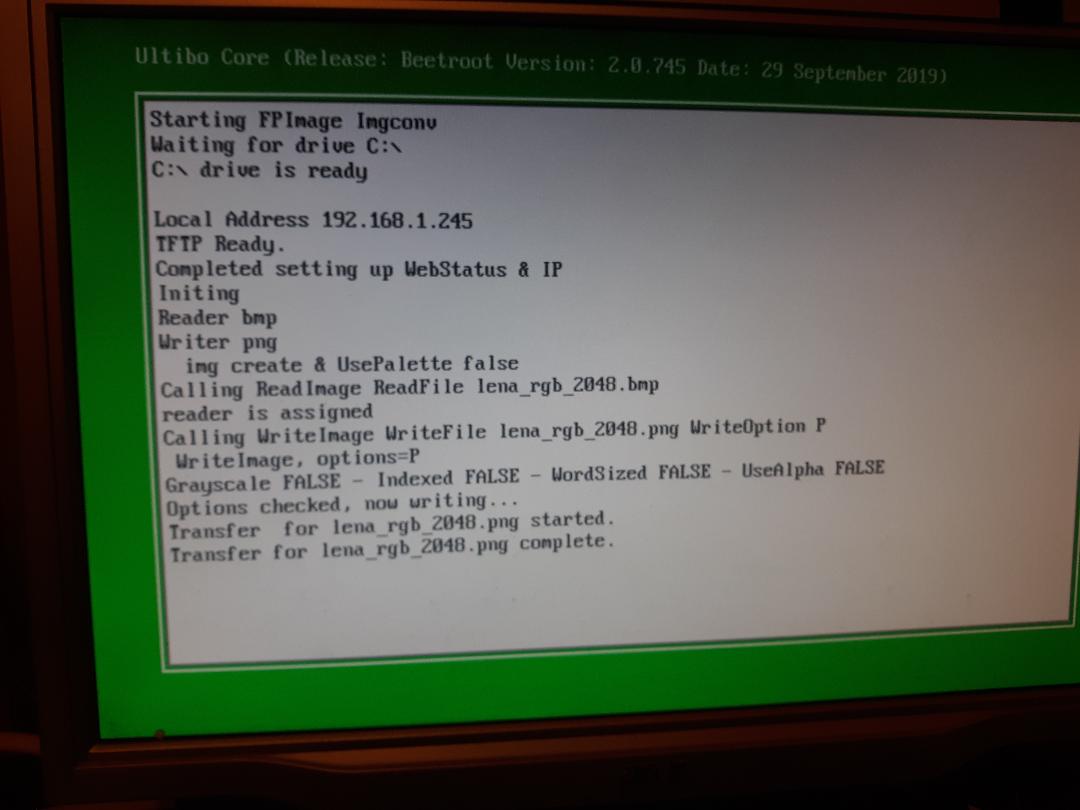 Ultibo Core (Release: Beetroot Version: 2.0.745 Date: 29 September 2019)
Starting FPImage Imgconv
Waiting for drive C:\
C:\ drive is ready
Local Address 192.168.1.245
TFTP Ready.
Completed setting up WebStatus & IP
Initing
Reader bmp
Writer png
img create & UsePalette false
Calling ReadImage ReadFile lena_rgb_2048.bmp
reader is assigned
Calling WriteImage WriteFile lena_rgb_2048.png WriteOption P
WriteImage, options=P
Grayscale FALSE - Indexed FALSE - WordSized FALSE - UseAlpha FALSE
Options checked, now writing...
Transfer  for lena_rgb_2048.png started.
Transfer for lena_rgb_2048.png complete.